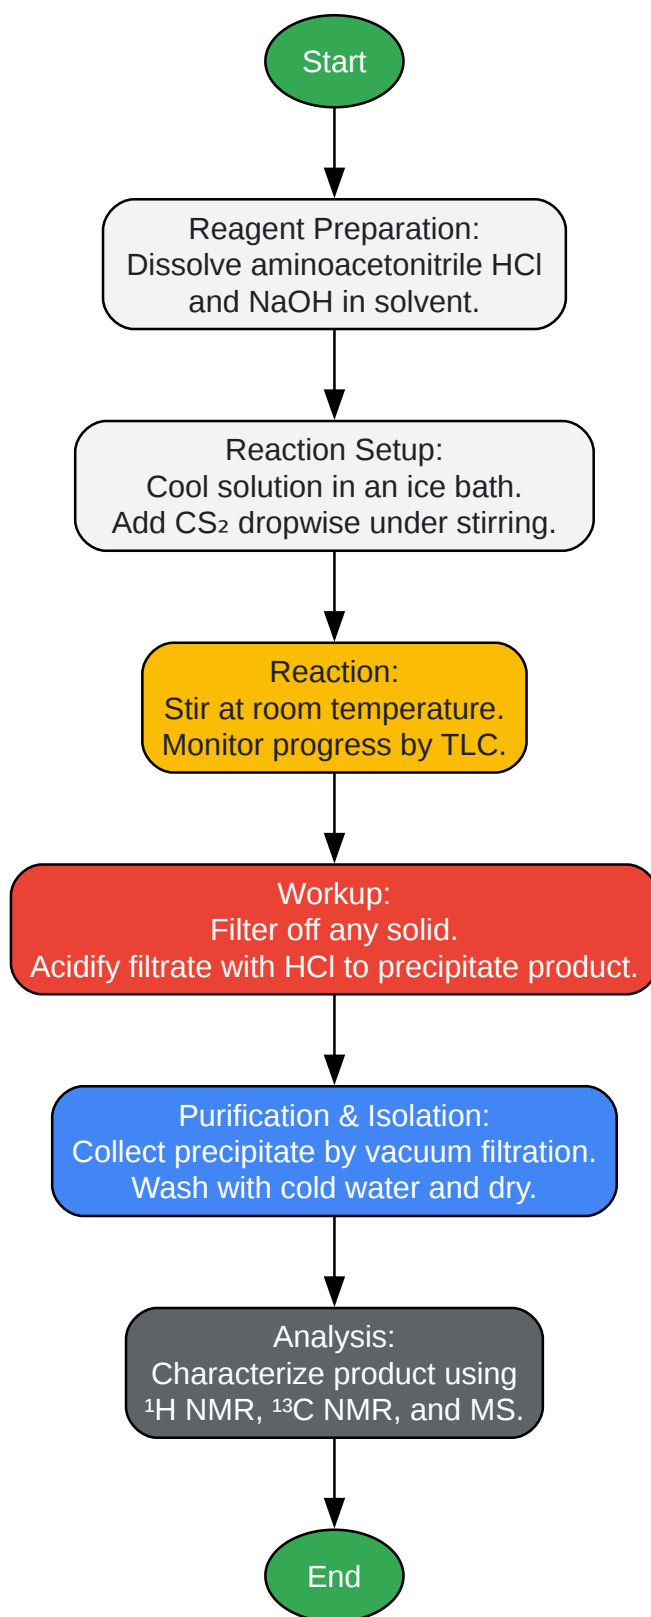 Start
Reagent Preparation:
Dissolve aminoacetonitrile HCl
and NaOH in solvent.
Reaction Setup:
Cool solution in an ice bath.
Add CS₂ dropwise under stirring.
Reaction:
Stir at room temperature.
Monitor progress by TLC.
Workup:
Filter off any solid.
Acidify filtrate with HCl to precipitate product.
Purification & Isolation:
Collect precipitate by vacuum filtration.
Wash with cold water and dry.
Analysis:
Characterize product using
¹H NMR, ¹³C NMR, and MS.
End